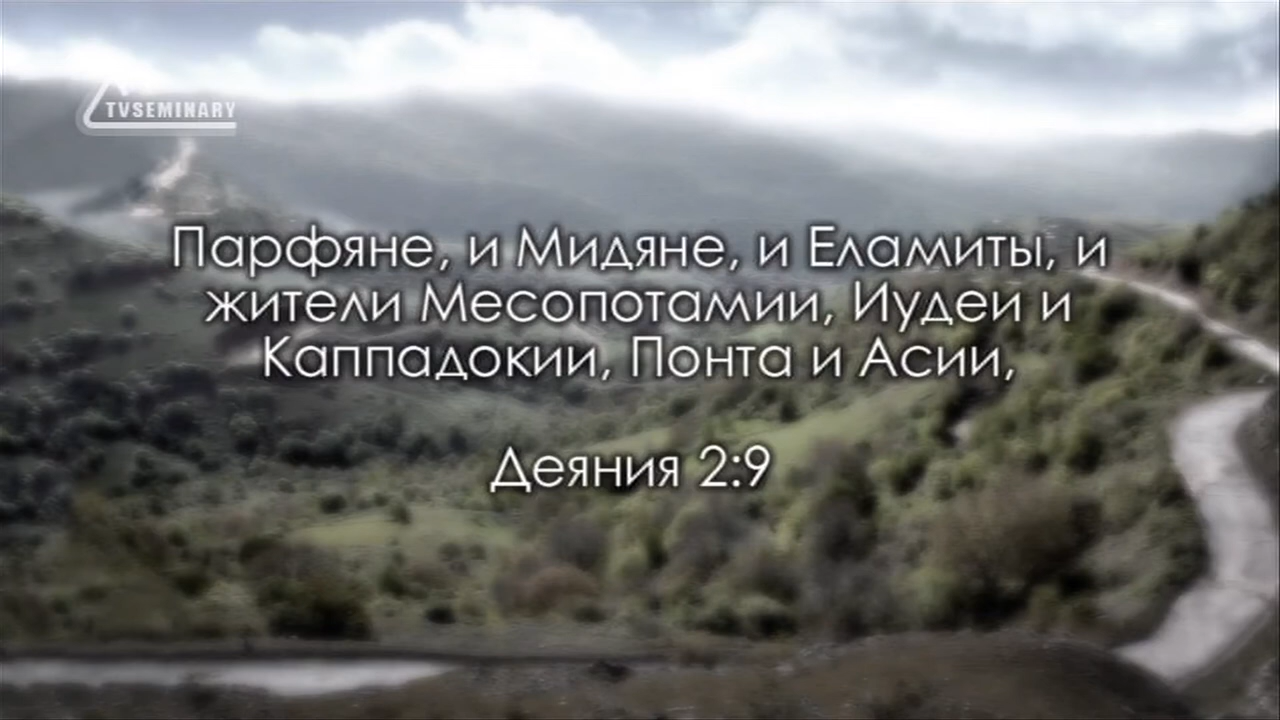 TVSEMINARY
Парфяне, и Мидяне, и Еламиты, и
жители Месопотамии, Иудеи и
Каппадокии, Понта и Асии,
Деяния 2:9